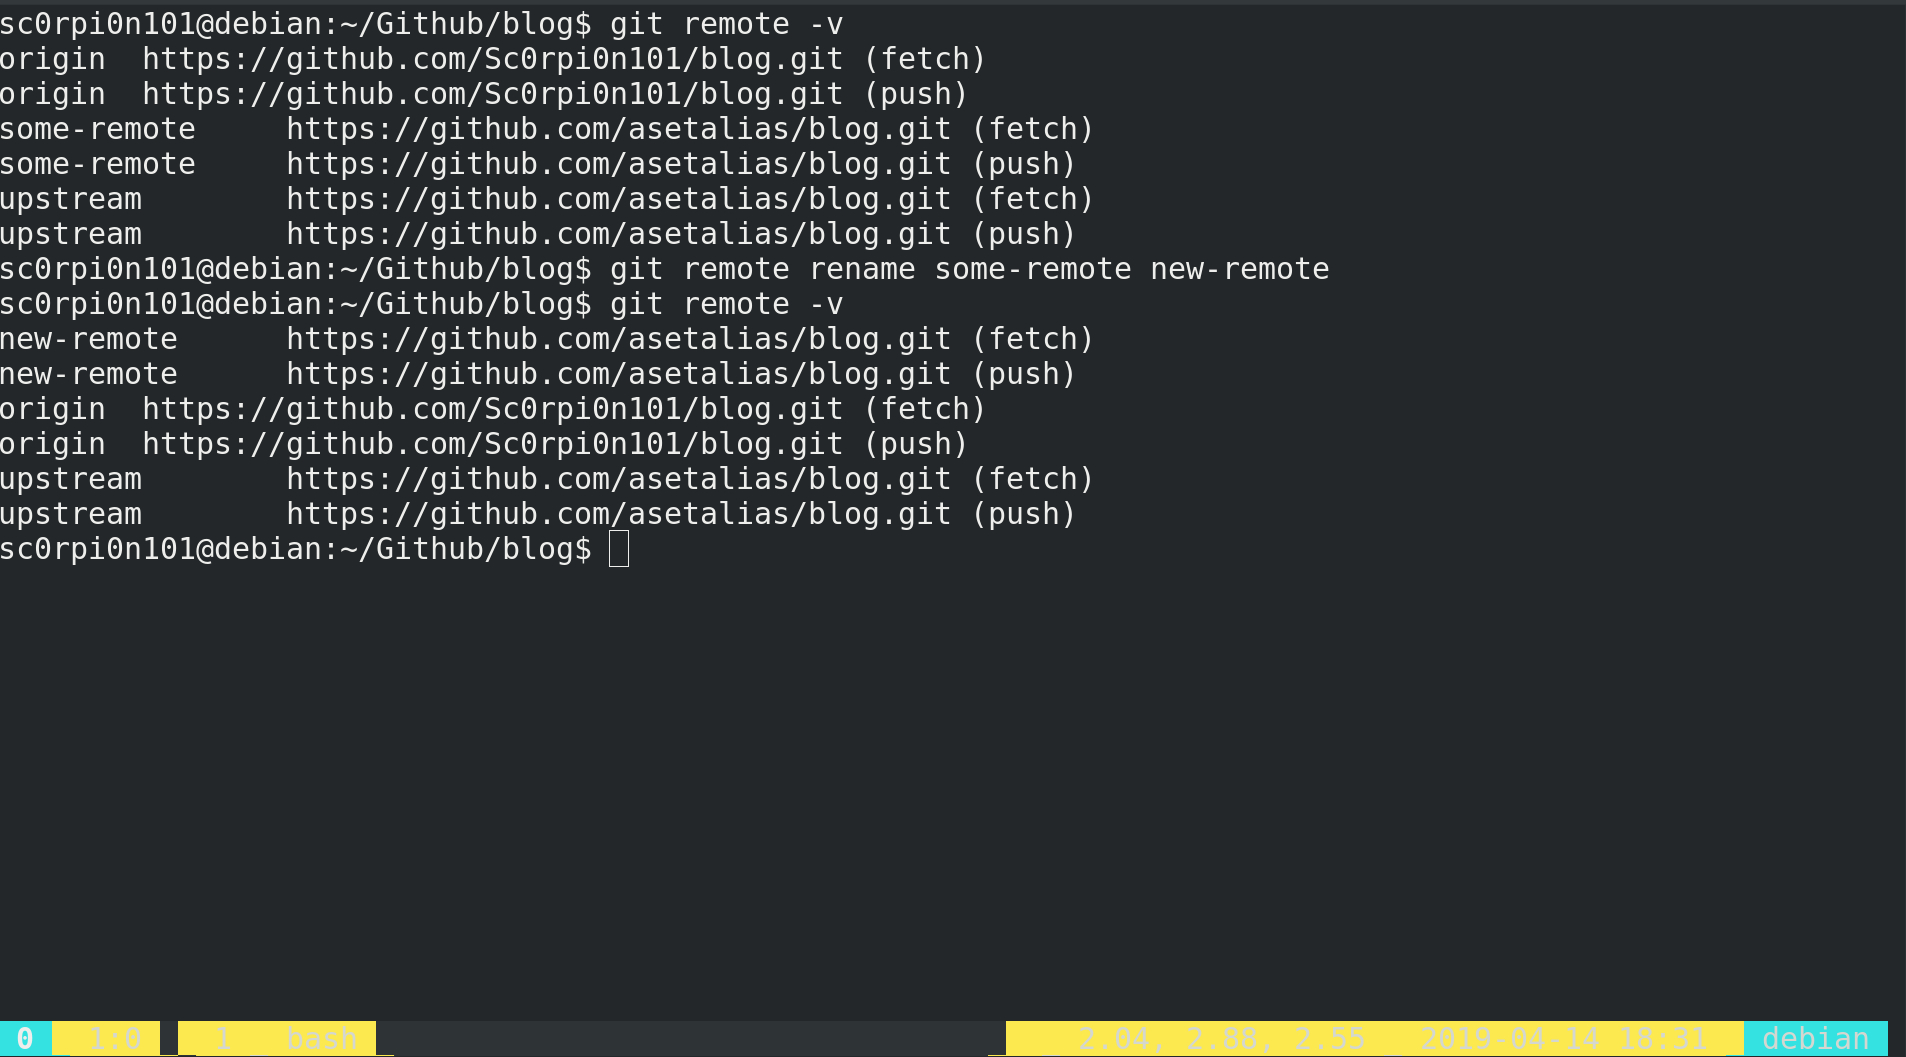 sc0rpi0n101@debian:~/Github/blog$ git remote -v
origin  https://github.com/Sc0rpi0n101/blog.git (fetch)
origin  https://github.com/Sc0rpi0n101/blog.git (push)
some-remote     https://github.com/asetalias/blog.git (fetch)
some-remote     https://github.com/asetalias/blog.git (push)
upstream        https://github.com/asetalias/blog.git (fetch)
upstream        https://github.com/asetalias/blog.git (push)
sc0rpi0n101@debian:~/Github/blog$ git remote rename some-remote new-remote
sc0rpi0n101@debian:~/Github/blog$ git remote -v
new-remote      https://github.com/asetalias/blog.git (fetch)
new-remote      https://github.com/asetalias/blog.git (push)
origin  https://github.com/Sc0rpi0n101/blog.git (fetch)
origin  https://github.com/Sc0rpi0n101/blog.git (push)
upstream        https://github.com/asetalias/blog.git (fetch)
upstream        https://github.com/asetalias/blog.git (push)
sc0rpi0n101@debian:~/Github/blog$
0 1:0 1 bash 2.04, 2.88, 2.55 2019-04-14 18:31 debian